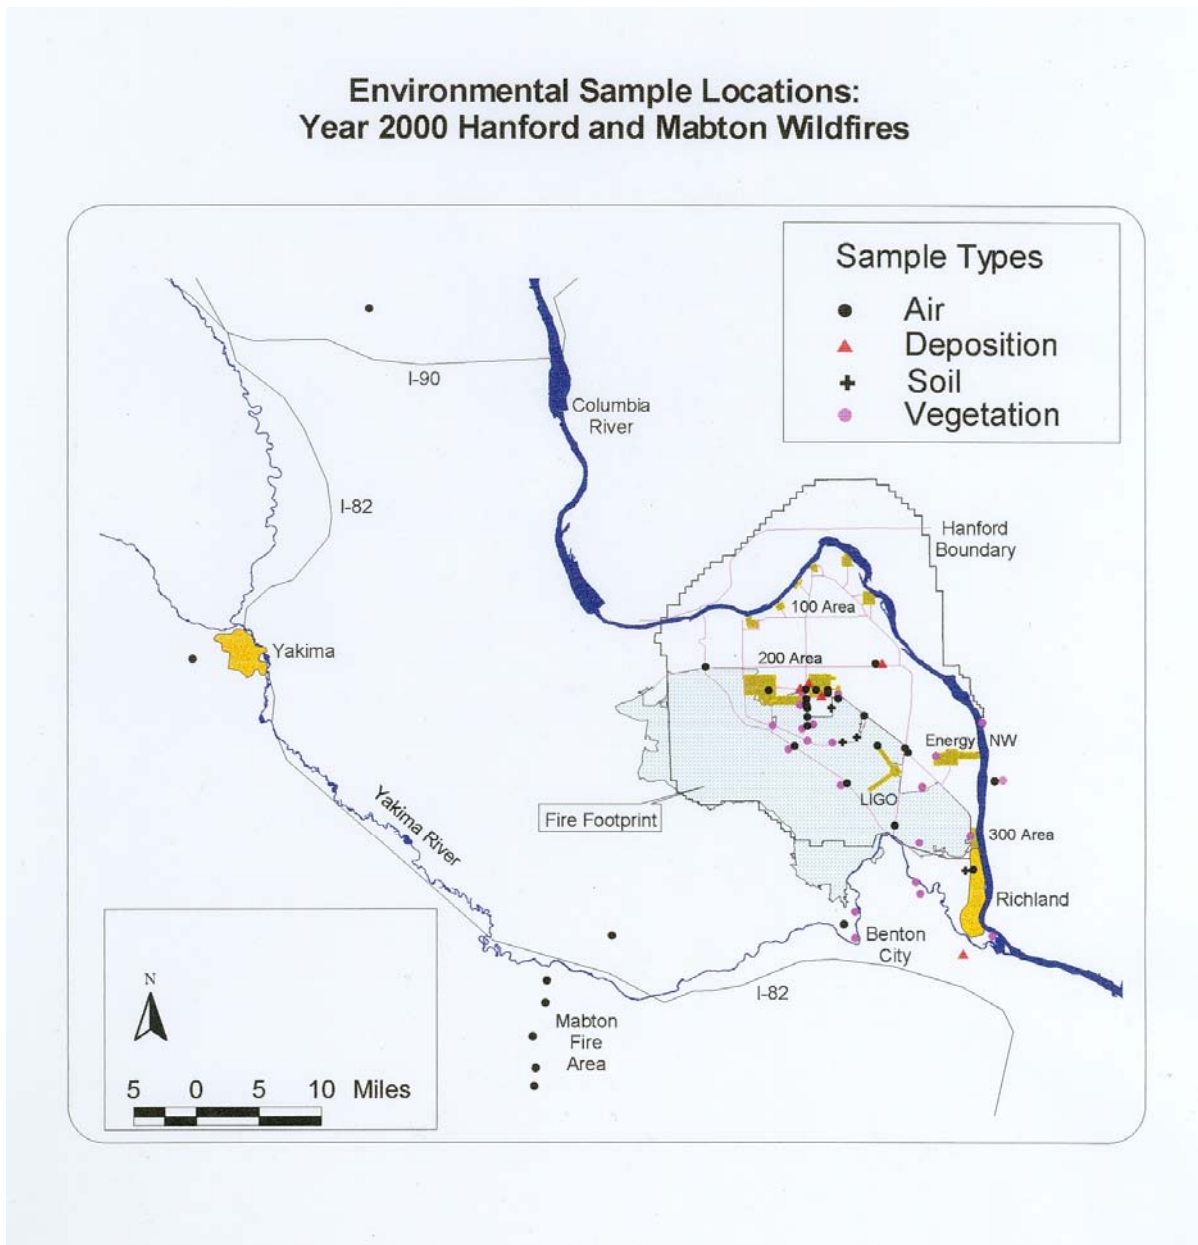 Environmental Sample Locations:
Year 2000 Hanford and Mabton Wildfires
Sample Types
Air
Deposition
Soil
Vegetation
I-90
Columbia
River
I-82
Hanford
Boundary
100 Area
Yakima
200 Area
Energy NW
LIGO
Fire Footprint
300 Area
Yakima River
Richland
Benton
City
I-82
Mabton
Fire
Area
N
5 0 5 10 Miles